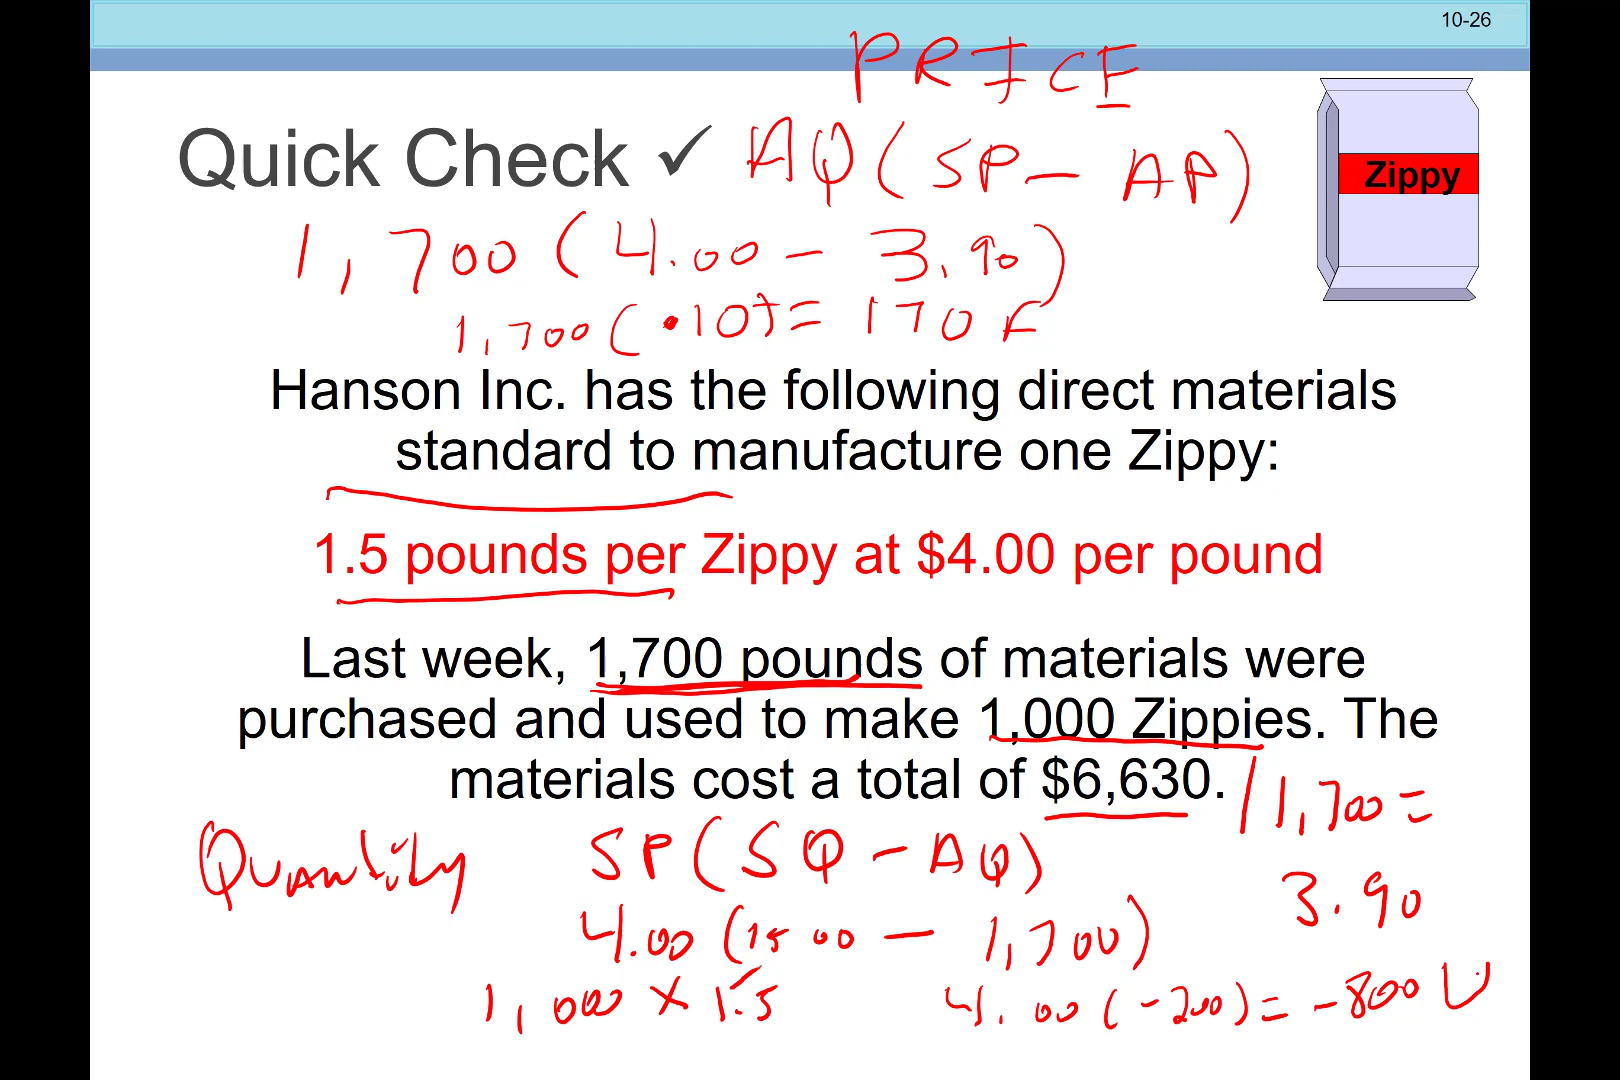 10-26
PRICE
Quick Check ✓ AQ(SP - AP)
Zippy
1,700 (4.00 - 3.90)
1,700 (.10) = 170 F
Hanson Inc. has the following direct materials
standard to manufacture one Zippy:
1.5 pounds per Zippy at $4.00 per pound
Last week, 1,700 pounds of materials were
purchased and used to make 1,000 Zippies. The
materials cost a total of $6,630. / 1,700 =
3.90
Quantity SP(SQ - AQ)
4.00 (1500 - 1,700)
1,000 x 1.5
4.00 (-200) = -800 U